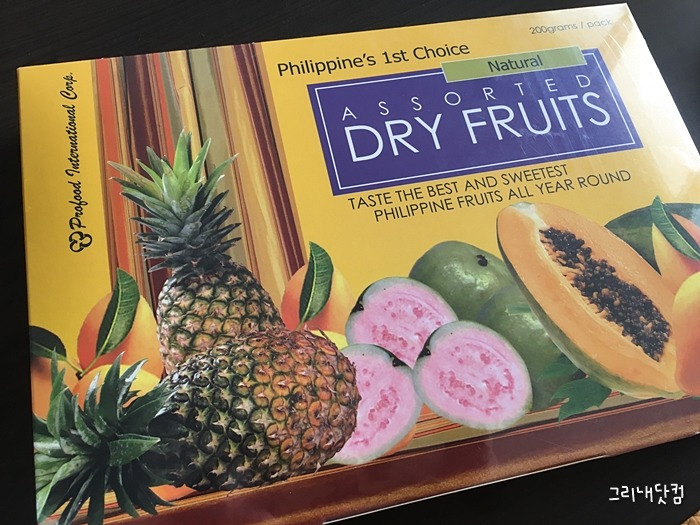 200grams / pack
Philippine's 1st Choice
Natural
ASSORTED
DRY FRUITS
TASTE THE BEST AND SWEETEST
PHILIPPINE FRUITS ALL YEAR ROUND
Profood International Corp.
그리내닷컴